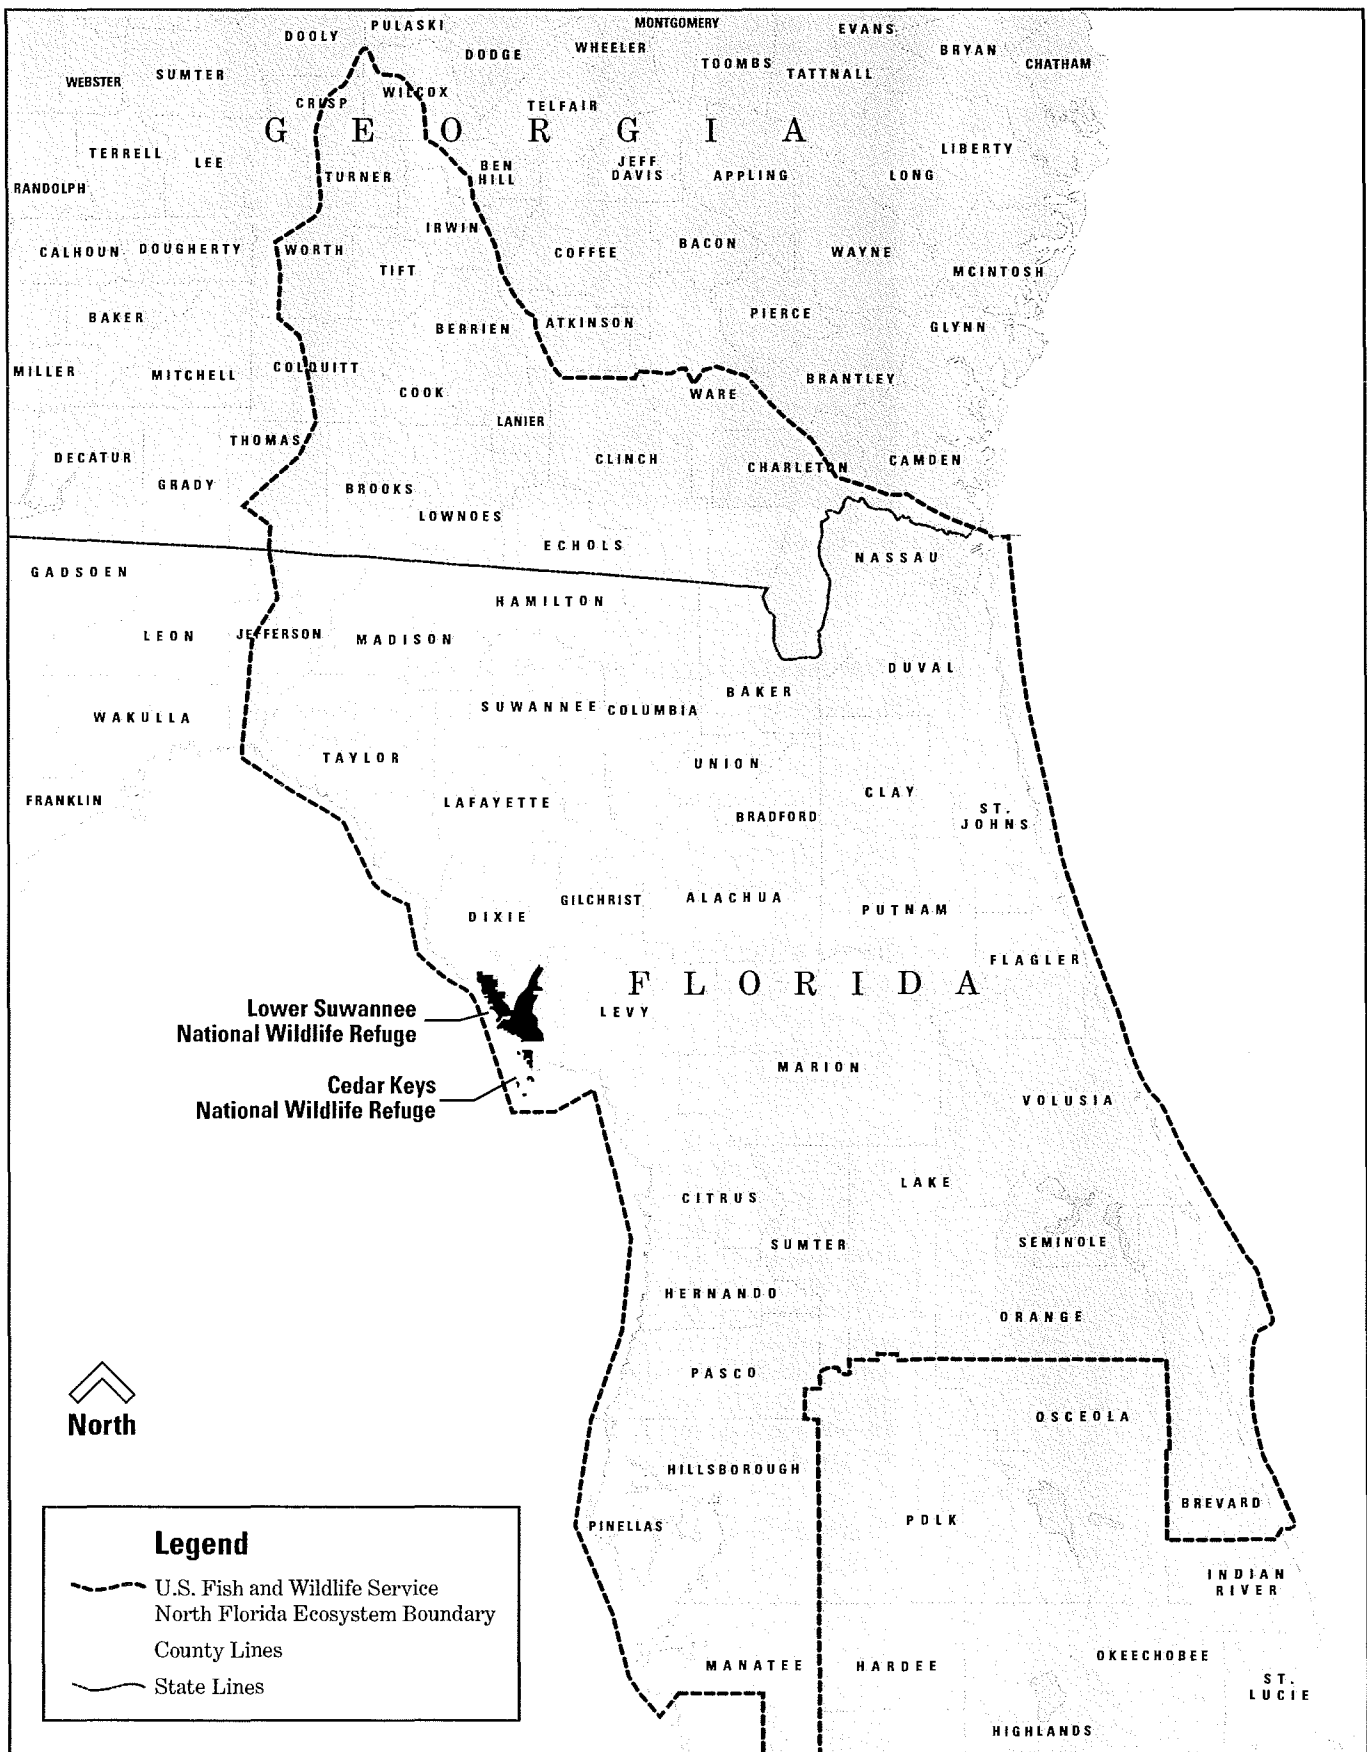 MONTGOMERY
PULASKI
EVANS
DOOLY
WHEELER
BRYAN
DODGE
TOOMBS
CHATHAM
TATTNALL
SUMTER
WEBSTER
WILCOX
CRISP
TELFAIR
GEORGIA
LIBERTY
TERRELL
LEE
BEN
HILL
JEFF
DAVIS
TURNER
APPLING
LONG
RANDOLPH
IRWIN
CALHOUN
DOUGHERTY
WORTH
COFFEE
BACON
WAYNE
TIFT
MCINTOSH
BAKER
BERRIEN
ATKINSON
PIERCE
GLYNN
MILLER
MITCHELL
COLQUITT
BRANTLEY
COOK
WARE
LANIER
THOMAS
DECATUR
CLINCH
CHARLETON
CAMDEN
GRADY
BROOKS
LOWNOES
ECHOLS
NASSAU
GADSOEN
HAMILTON
LEON
JEFFERSON
MADISON
DUVAL
BAKER
SUWANNEE
COLUMBIA
WAKULLA
TAYLOR
UNION
FRANKLIN
LAFAYETTE
CLAY
BRADFORD
ST.
JOHNS
GILCHRIST
ALACHUA
PUTNAM
DIXIE
FLAGLER
FLORIDA
Lower Suwannee
National Wildlife Refuge
LEVY
MARION
Cedar Keys
National Wildlife Refuge
VOLUSIA
LAKE
CITRUS
SUMTER
SEMINOLE
HERNANDO
ORANGE
PASCO
North
OSCEOLA
HILLSBOROUGH
BREVARD
PINELLAS
PDLK
Legend
U.S. Fish and Wildlife Service
North Florida Ecosystem Boundary
County Lines
State Lines
INDIAN
RIVER
MANATEE
HARDEE
OKEECHOBEE
ST.
LUCIE
HIGHLANDS